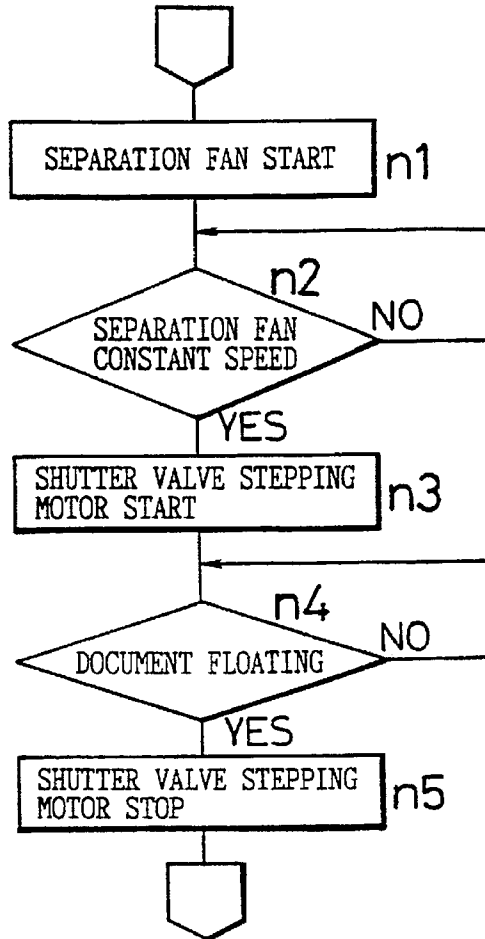 SEPARATION FAN START
n1
n2
SEPARATION FAN
CONSTANT SPEED
NO
YES
SHUTTER VALVE STEPPING
MOTOR START
n3
n4
DOCUMENT FLOATING
NO
YES
SHUTTER VALVE STEPPING
MOTOR STOP
n5